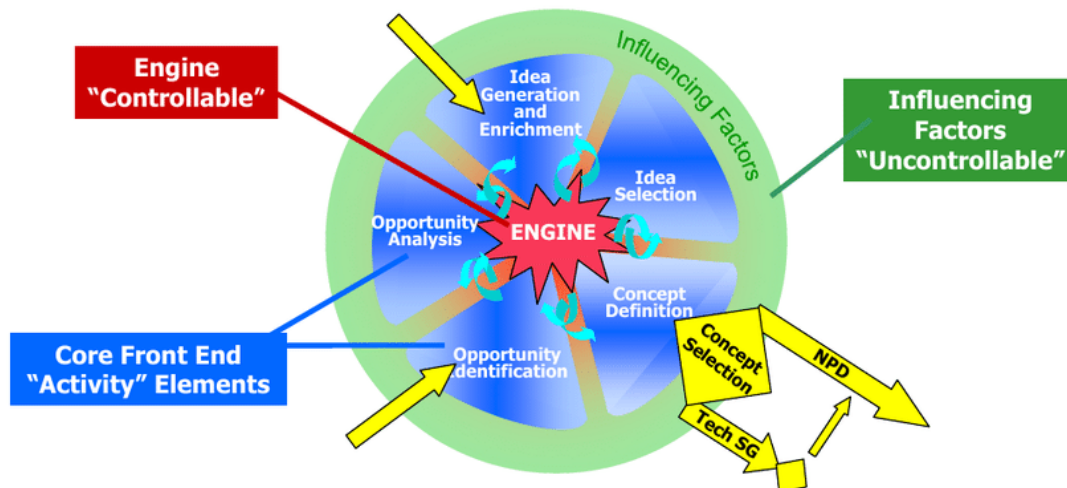 Engine
“Controllable”
Idea
Generation
and
Enrichment
Influencing Factors
Influencing
Factors
“Uncontrollable”
Idea
Selection
Opportunity
Analysis
ENGINE
Concept
Definition
Core Front End
“Activity” Elements
Opportunity
Identification
Concept
Selection
NPD
Tech SG